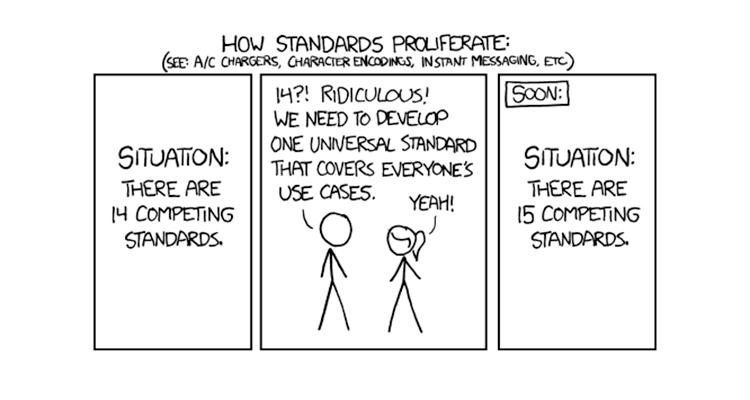 HOW STANDARDS PROLIFERATE:
(SEE: A/C CHARGERS, CHARACTER ENCODINGS, INSTANT MESSAGING, ETC.)
SITUATION:
THERE ARE
14 COMPETING
STANDARDS.
14?! RIDICULOUS!
WE NEED TO DEVELOP
ONE UNIVERSAL STANDARD
THAT COVERS EVERYONE'S
USE CASES.
YEAH!
SOON:
SITUATION:
THERE ARE
15 COMPETING
STANDARDS.